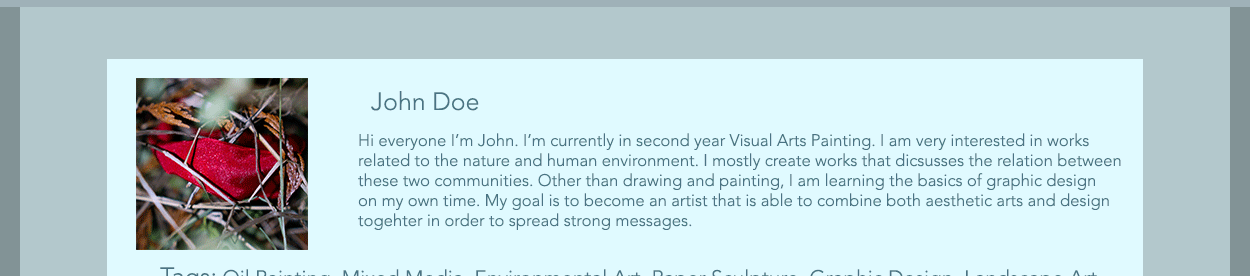 John Doe
Hi everyone I’m John. I’m currently in second year Visual Arts Painting. I am very interested in works
related to the nature and human environment. I mostly create works that dicsusses the relation between
these two communities. Other than drawing and painting, I am learning the basics of graphic design
on my own time. My goal is to become an artist that is able to combine both aesthetic arts and design
togehter in order to spread strong messages.
Tags: Oil Painting, Mixed Media, Environmental Art, Paper Sculpture, Graphic Design, Landscape Art,